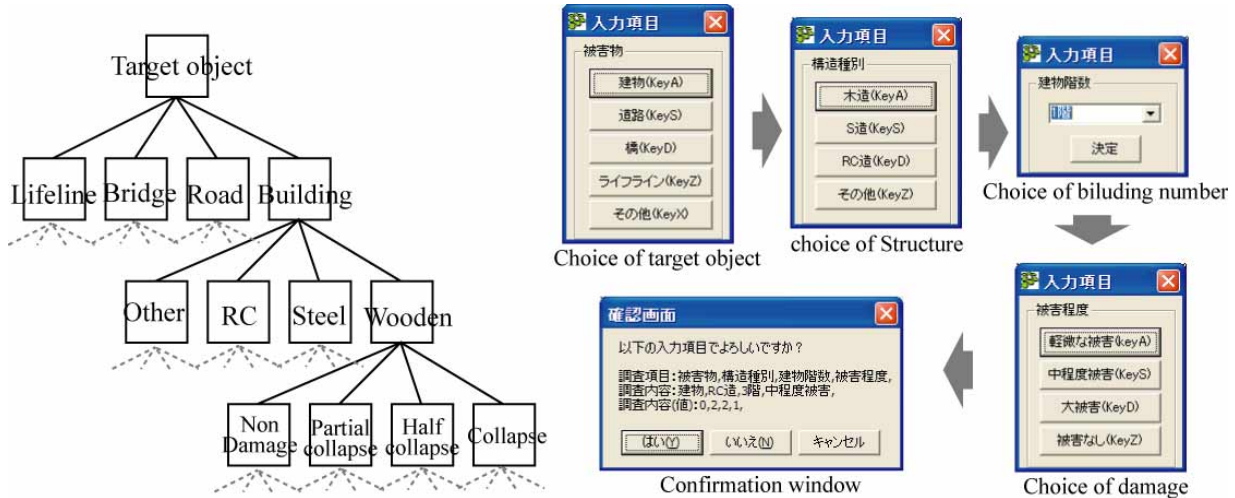 Target object
Lifeline
Bridge
Road
Building
Other
RC
Steel
Wooden
Non
Damage
Partial
collapse
Half
collapse
Collapse
入力項目
被害物
建物(KeyA)
道路(KeyS)
橋(KeyD)
ライフライン(KeyZ)
その他(KeyX)
Choice of target object
入力項目
構造種別
木造(KeyA)
S造(KeyS)
RC造(KeyD)
その他(KeyZ)
choice of Structure
入力項目
建物階数
1階
決定
Choice of biluding number
入力項目
被害程度
軽微な被害(keyA)
中程度被害(KeyS)
大被害(KeyD)
被害なし(KeyZ)
Choice of damage
確認画面
以下の入力項目でよろしいですか？
調査項目:被害物,構造種別,建物階数,被害程度,
調査内容:建物,RC造,3階,中程度被害,
調査内容(値):0,2,2,1,
はい(Y)
いいえ(N)
キャンセル
Confirmation window